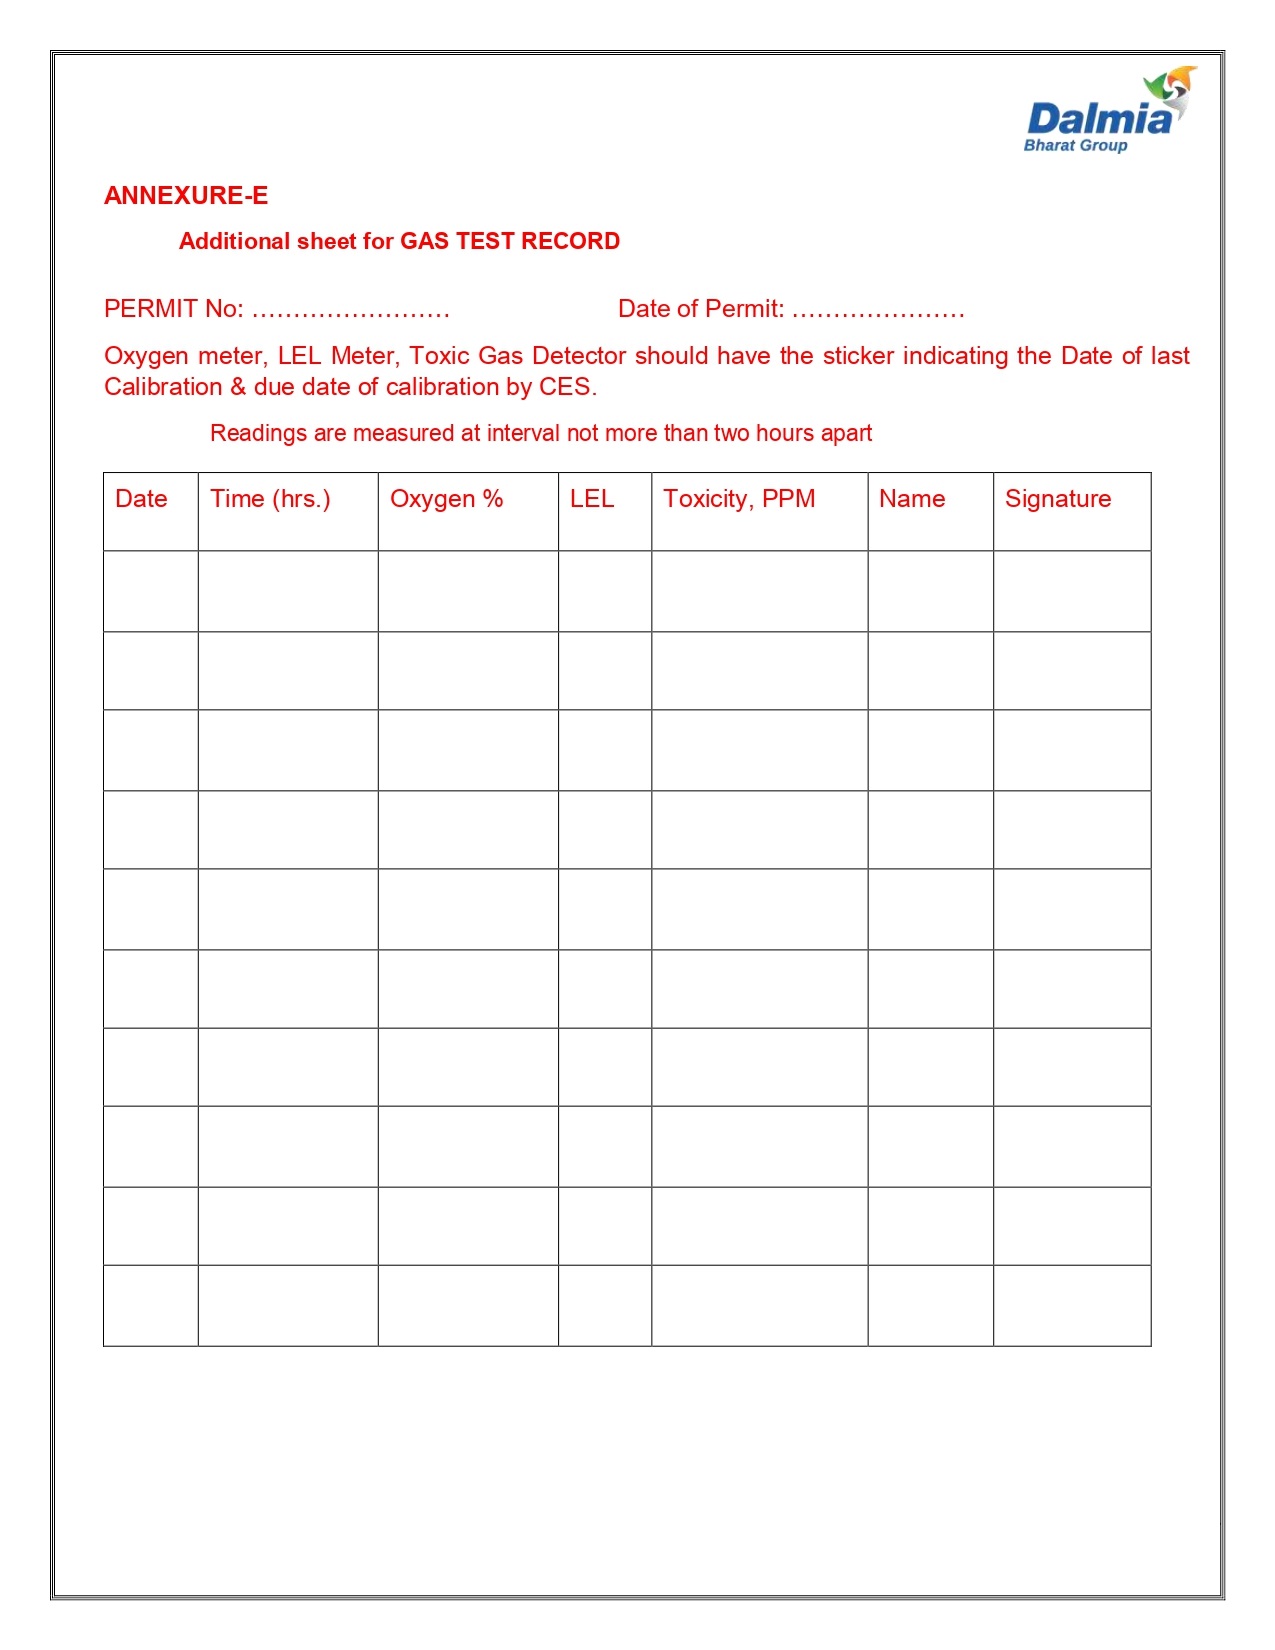 Dalmia
Bharat Group
ANNEXURE-E
Additional sheet for GAS TEST RECORD
PERMIT No: …………………… Date of Permit: …………………
Oxygen meter, LEL Meter, Toxic Gas Detector should have the sticker indicating the Date of last
Calibration & due date of calibration by CES.
Readings are measured at interval not more than two hours apart
Date Time (hrs.) Oxygen % LEL Toxicity, PPM Name Signature